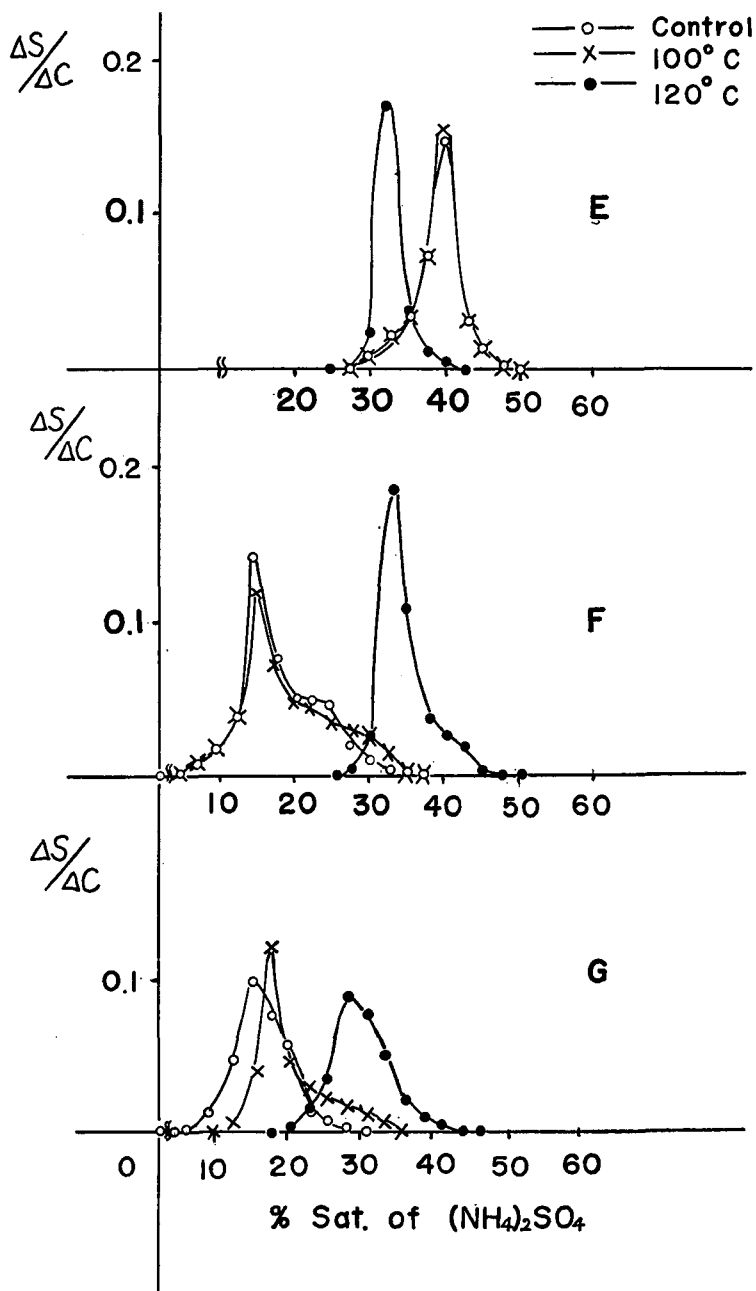 Control
100° C
120° C
ΔS/ΔC
0.2
0.1
E
20 30 40 50 60
ΔS/ΔC
0.2
0.1
F
10 20 30 40 50 60
ΔS/ΔC
0.1
G
0 10 20 30 40 50 60
% Sat. of (NH₄)₂SO₄